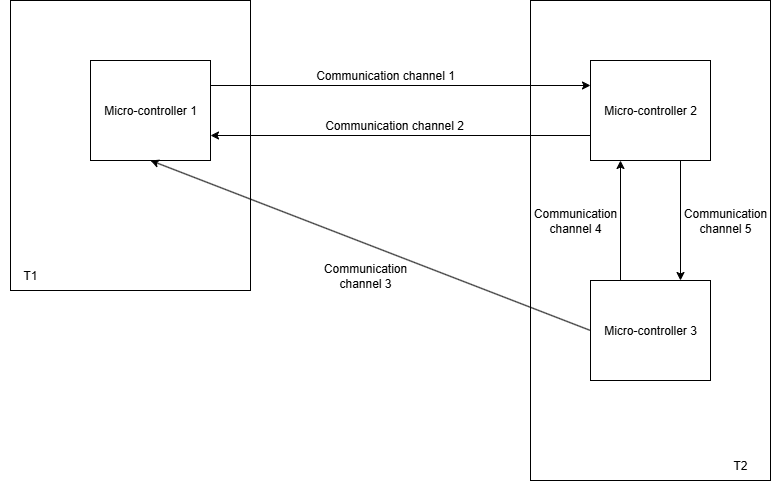 Communication channel 1
Micro-controller 1
Micro-controller 2
Communication channel 2
Communication
channel 4
Communication
channel 5
T1
Communication
channel 3
Micro-controller 3
T2